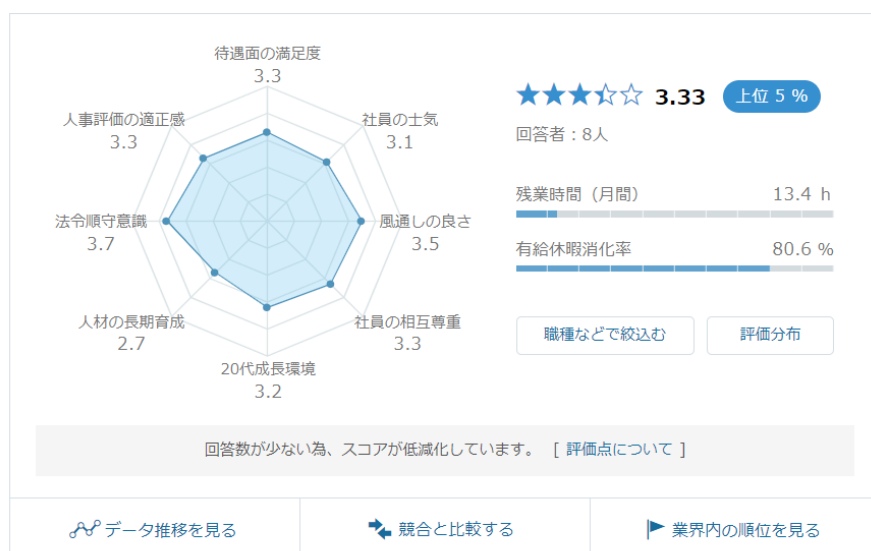 待遇面の満足度
3.3
人事評価の適正感
3.3
社員の士気
3.1
法令順守意識
3.7
風通しの良さ
3.5
人材の長期育成
2.7
社員の相互尊重
3.3
20代成長環境
3.2
3.33 上位 5 %
回答者：8人
残業時間（月間） 13.4 h
有給休暇消化率 80.6 %
職種などで絞込む 評価分布
回答数が少ない為、スコアが低減化しています。 [ 評価点について ]
データ推移を見る 競合と比較する 業界内の順位を見る